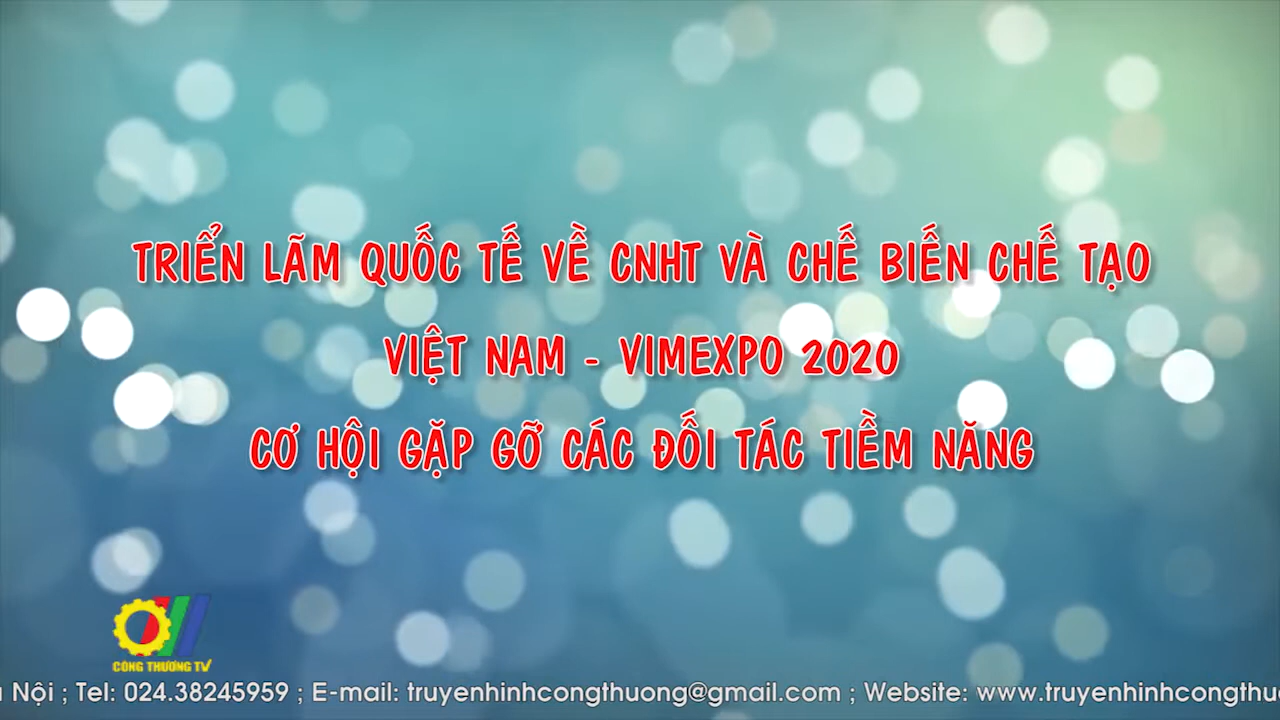 TRIỂN LÃM QUỐC TẾ VỀ CNHT VÀ CHẾ BIẾN CHẾ TẠO
VIỆT NAM - VIMEXPO 2020
CƠ HỘI GẶP GỠ CÁC ĐỐI TÁC TIỀM NĂNG
CÔNG THƯƠNG TV
Nội ; Tel: 024.38245959 ; E-mail: truyenhinhcongthuong@gmail.com ; Website: www.truyenhinhcongthu